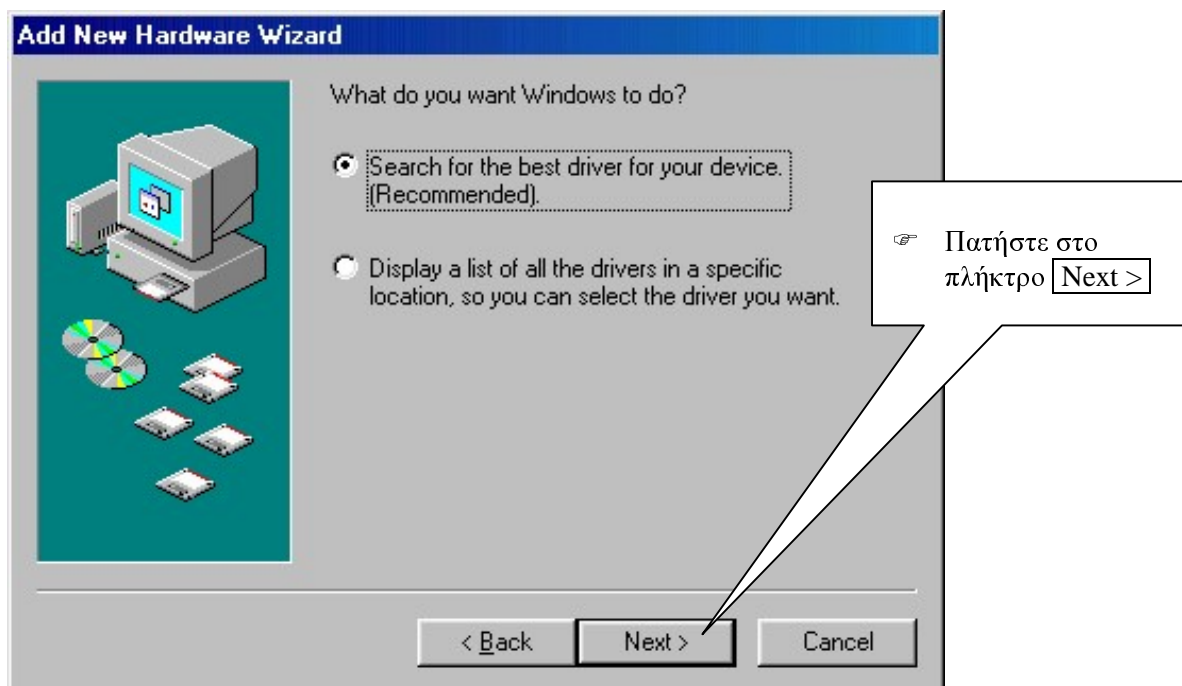 Add New Hardware Wizard
What do you want Windows to do?
Search for the best driver for your device.
(Recommended).
Display a list of all the drivers in a specific
location, so you can select the driver you want.
☞ Πατήστε στο
πλήκτρο Next >
< Back
Next >
Cancel